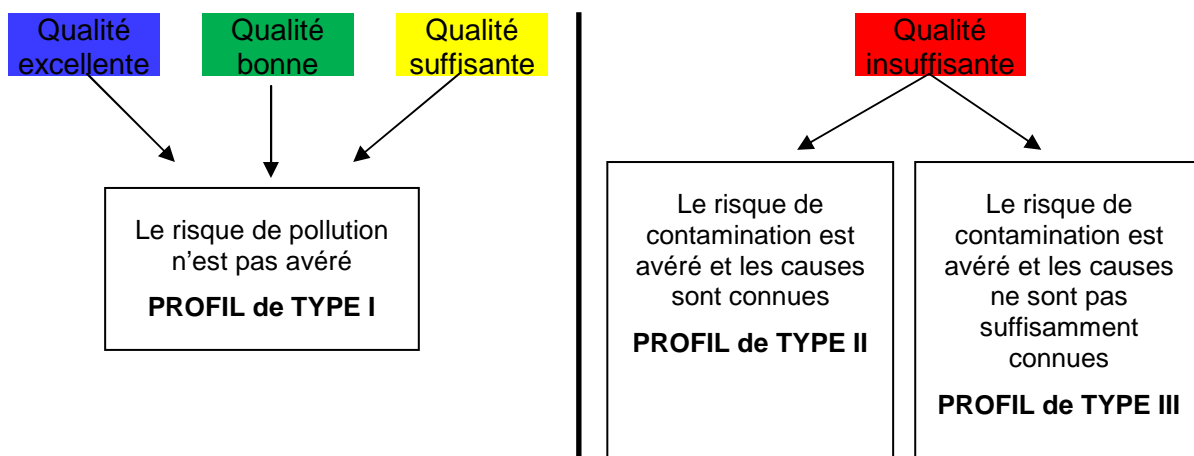 Qualité
excellente
Qualité
bonne
Qualité
suffisante
Qualité
insuffisante
Le risque de pollution
n’est pas avéré
PROFIL de TYPE I
Le risque de
contamination est
avéré et les causes
sont connues
PROFIL de TYPE II
Le risque de
contamination est
avéré et les causes
ne sont pas
suffisamment
connues
PROFIL de TYPE III